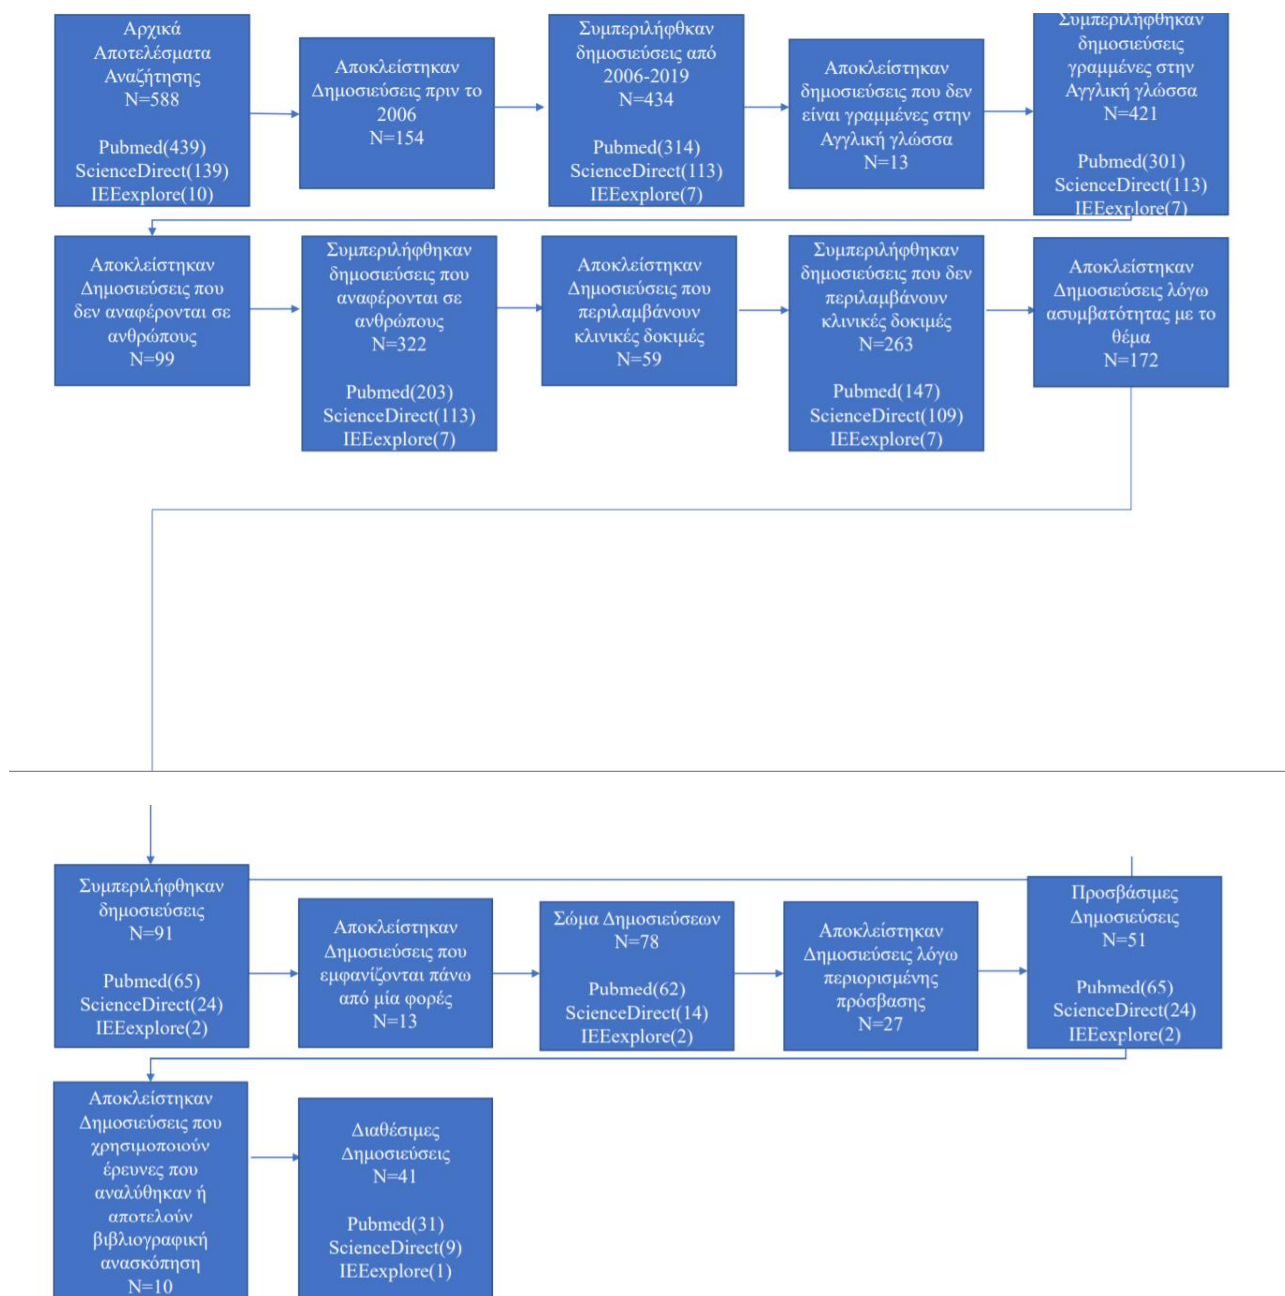 Αρχικά
Αποτελέσματα
Αναζήτησης
N=588
Pubmed(439)
ScienceDirect(139)
IEEexplore(10)
Αποκλείστηκαν
Δημοσιεύσεις πριν το
2006
N=154
Συμπεριλήφθκαν
δημοσιεύσεις από
2006-2019
N=434
Pubmed(314)
ScienceDirect(113)
IEEexplore(7)
Αποκλείστηκαν
δημοσιεύσεις που δεν
είναι γραμμένες στην
Αγγλική γλώσσα
N=13
Συμπεριλήφθηκαν
δημοσιεύσεις
γραμμένες στην
Αγγλική γλώσσα
N=421
Pubmed(301)
ScienceDirect(113)
IEEexplore(7)
Αποκλείστηκαν
Δημοσιεύσεις που
δεν αναφέρονται σε
ανθρώπους
N=99
Συμπεριλήφθηκαν
δημοσιεύσεις που
αναφέρονται σε
ανθρώπους
N=322
Pubmed(203)
ScienceDirect(113)
IEEexplore(7)
Αποκλείστηκαν
Δημοσιεύσεις που
περιλαμβάνουν
κλινικές δοκιμές
N=59
Συμπεριλήφθηκαν
δημοσιεύσεις που δεν
περιλαμβάνουν
κλινικές δοκιμές
N=263
Pubmed(147)
ScienceDirect(109)
IEEexplore(7)
Αποκλείστηκαν
Δημοσιεύσεις λόγω
ασυμβατότητας με το
θέμα
N=172
Συμπεριλήφθηκαν
δημοσιεύσεις
N=91
Pubmed(65)
ScienceDirect(24)
IEEexplore(2)
Αποκλείστηκαν
Δημοσιεύσεις που
εμφανίζονται πάνω
από μία φορές
N=13
Σώμα Δημοσιεύσεων
N=78
Pubmed(62)
ScienceDirect(14)
IEEexplore(2)
Αποκλείστηκαν
Δημοσιεύσεις λόγω
περιορισμένης
πρόσβασης
N=27
Προσβάσιμες
Δημοσιεύσεις
N=51
Pubmed(65)
ScienceDirect(24)
IEEexplore(2)
Αποκλείστηκαν
Δημοσιεύσεις που
χρησιμοποιούν
έρευνες που
αναλύθηκαν ή
αποτελούν
βιβλιογραφική
ανασκόπηση
N=10
Διαθέσιμες
Δημοσιεύσεις
N=41
Pubmed(31)
ScienceDirect(9)
IEEexplore(1)